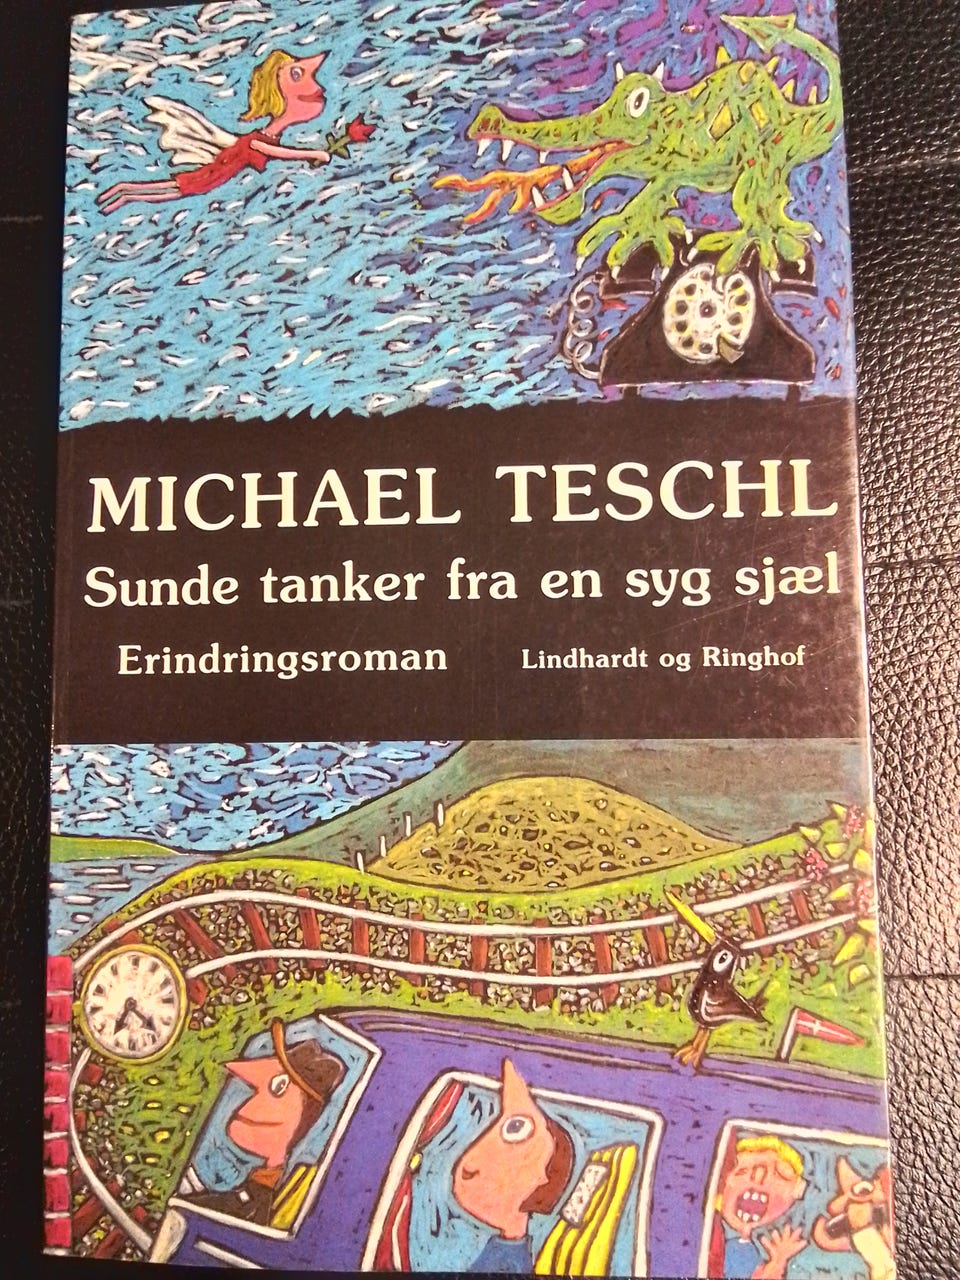 MICHAEL TESCHL
Sunde tanker fra en syg sjæl
Erindringsroman Lindhardt og Ringhof